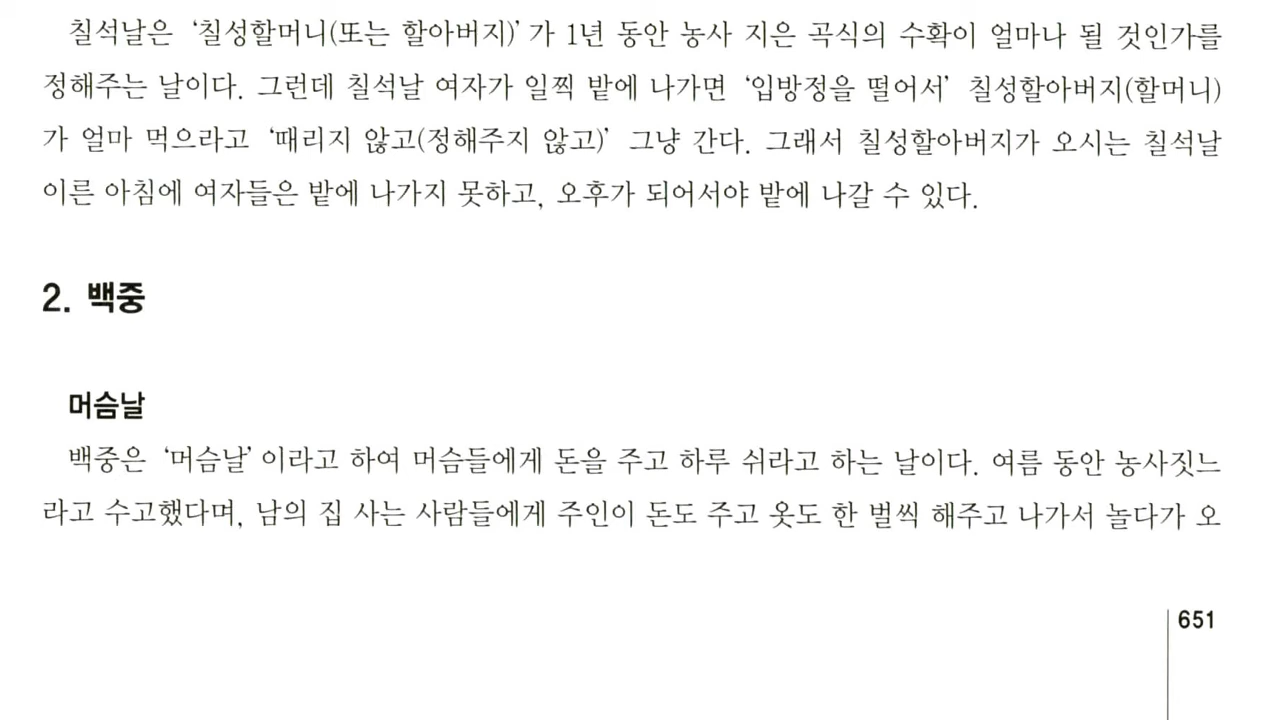 칠석날은 ‘칠성할머니(또는 할아버지)’가 1년 동안 농사 지은 곡식의 수확이 얼마나 될 것인가를
정해주는 날이다. 그런데 칠석날 여자가 일찍 밭에 나가면 ‘입방정을 떨어서’ 칠성할아버지(할머니)
가 얼마 먹으라고 ‘때리지 않고(정해주지 않고)’ 그냥 간다. 그래서 칠성할아버지가 오시는 칠석날
이른 아침에 여자들은 밭에 나가지 못하고, 오후가 되어서야 밭에 나갈 수 있다.
2. 백중
머슴날
백중은 ‘머슴날’이라고 하여 머슴들에게 돈을 주고 하루 쉬라고 하는 날이다. 여름 동안 농사짓느
라고 수고했다며, 남의 집 사는 사람들에게 주인이 돈도 주고 옷도 한 벌씩 해주고 나가서 놀다가 오
651